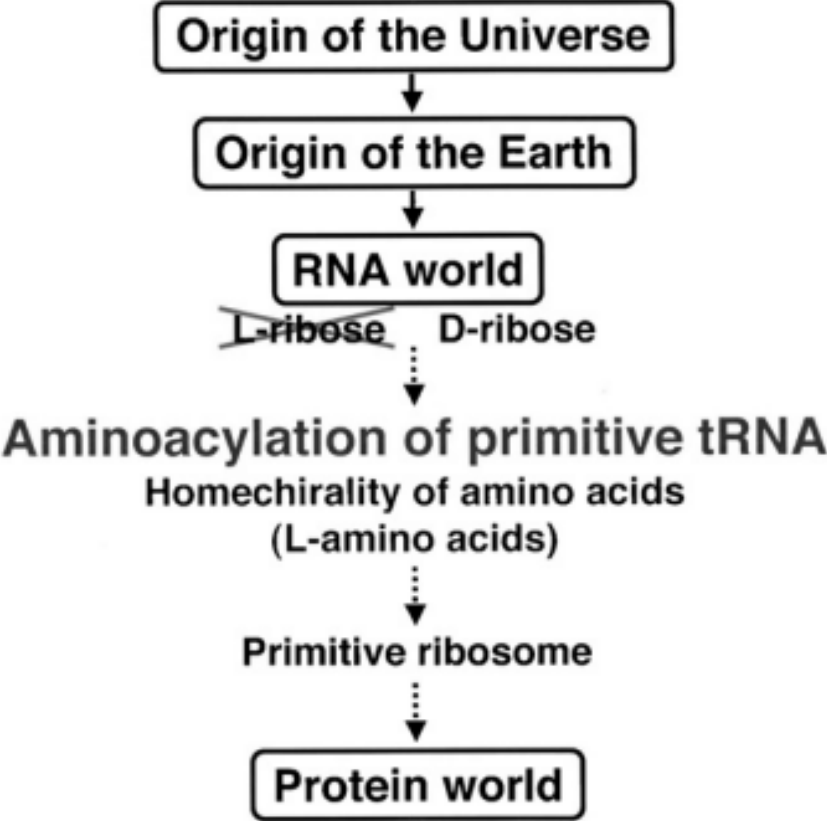 Origin of the Universe
Origin of the Earth
RNA world
L-ribose D-ribose
Aminoacylation of primitive tRNA
Homechirality of amino acids
(L-amino acids)
Primitive ribosome
Protein world